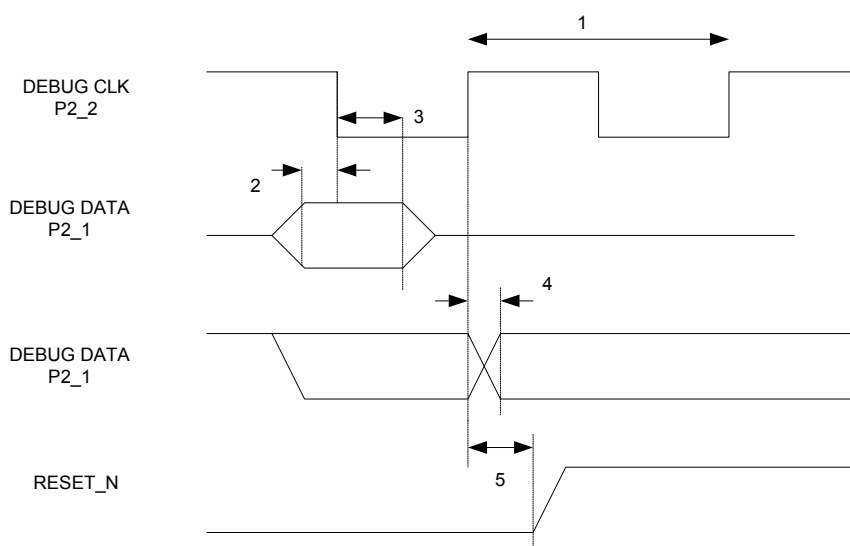 1
DEBUG CLK
P2_2
3
2
DEBUG DATA
P2_1
4
DEBUG DATA
P2_1
5
RESET_N